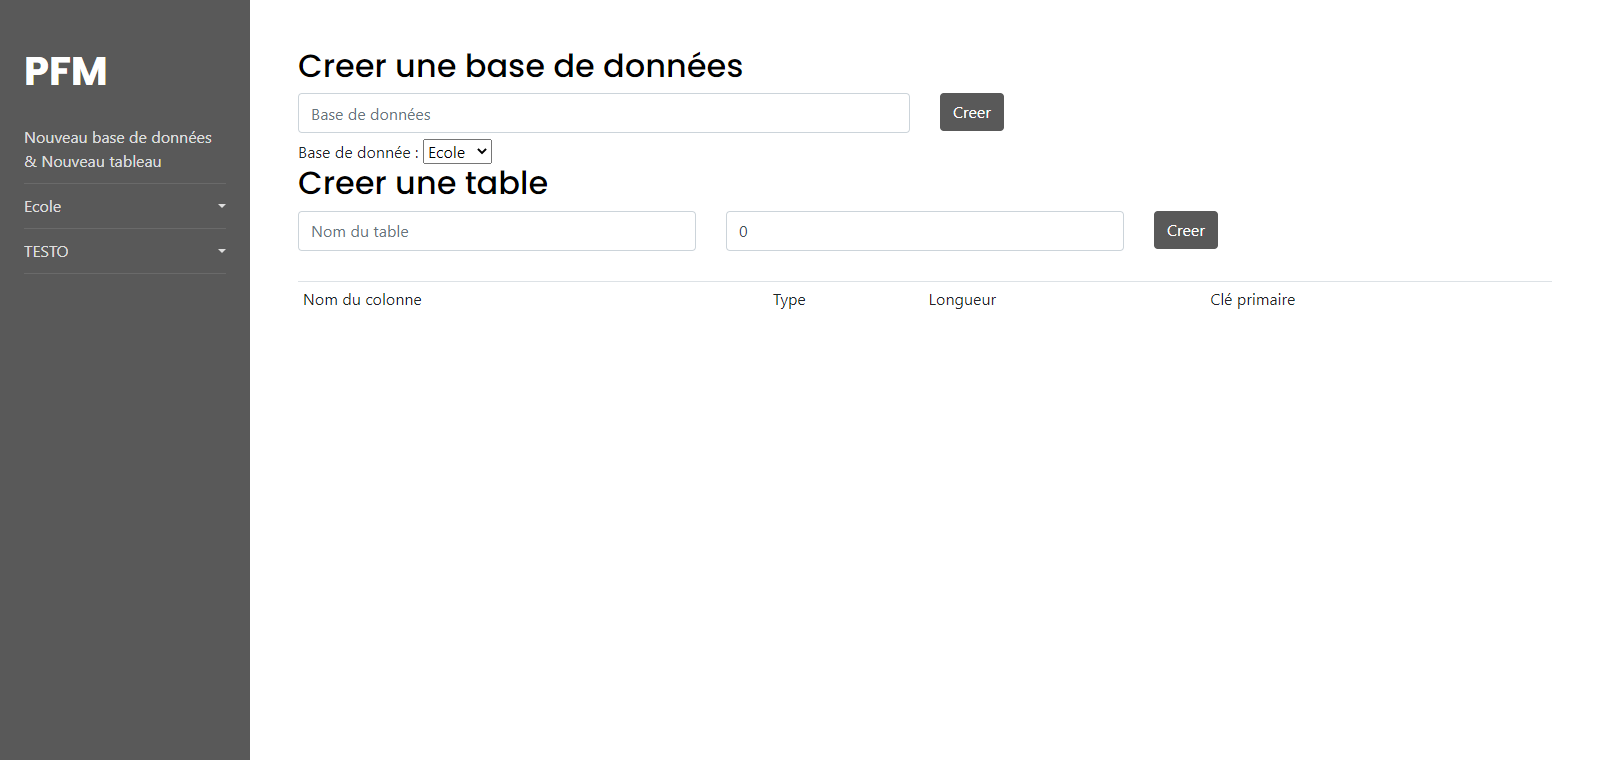 PFM
Nouveau base de données
& Nouveau tableau
Ecole
TESTO
Creer une base de données
Base de données
Creer
Base de donnée : Ecole
Creer une table
Nom du table
0
Creer
Nom du colonne Type Longueur Clé primaire